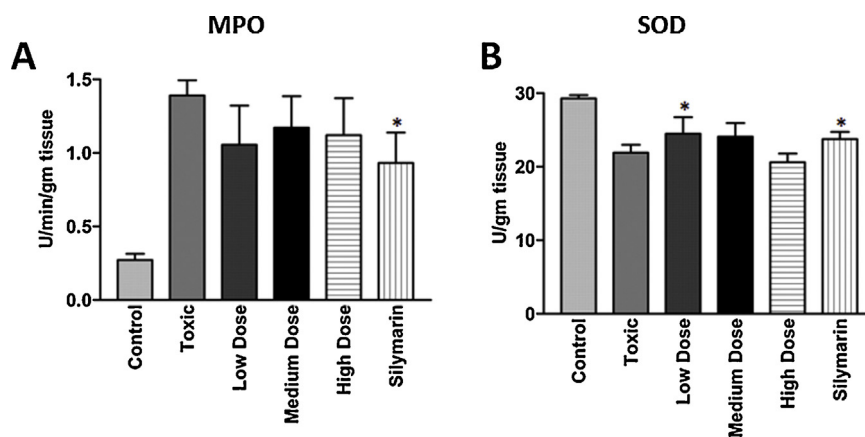 MPO
A
U/min/gm tissue
1.5
1.0
0.5
0.0
Control
Toxic
Low Dose
Medium Dose
High Dose
*
Silymarin
SOD
B
U/gm tissue
30
20
10
0
Control
Toxic
*
Low Dose
Medium Dose
High Dose
*
Silymarin